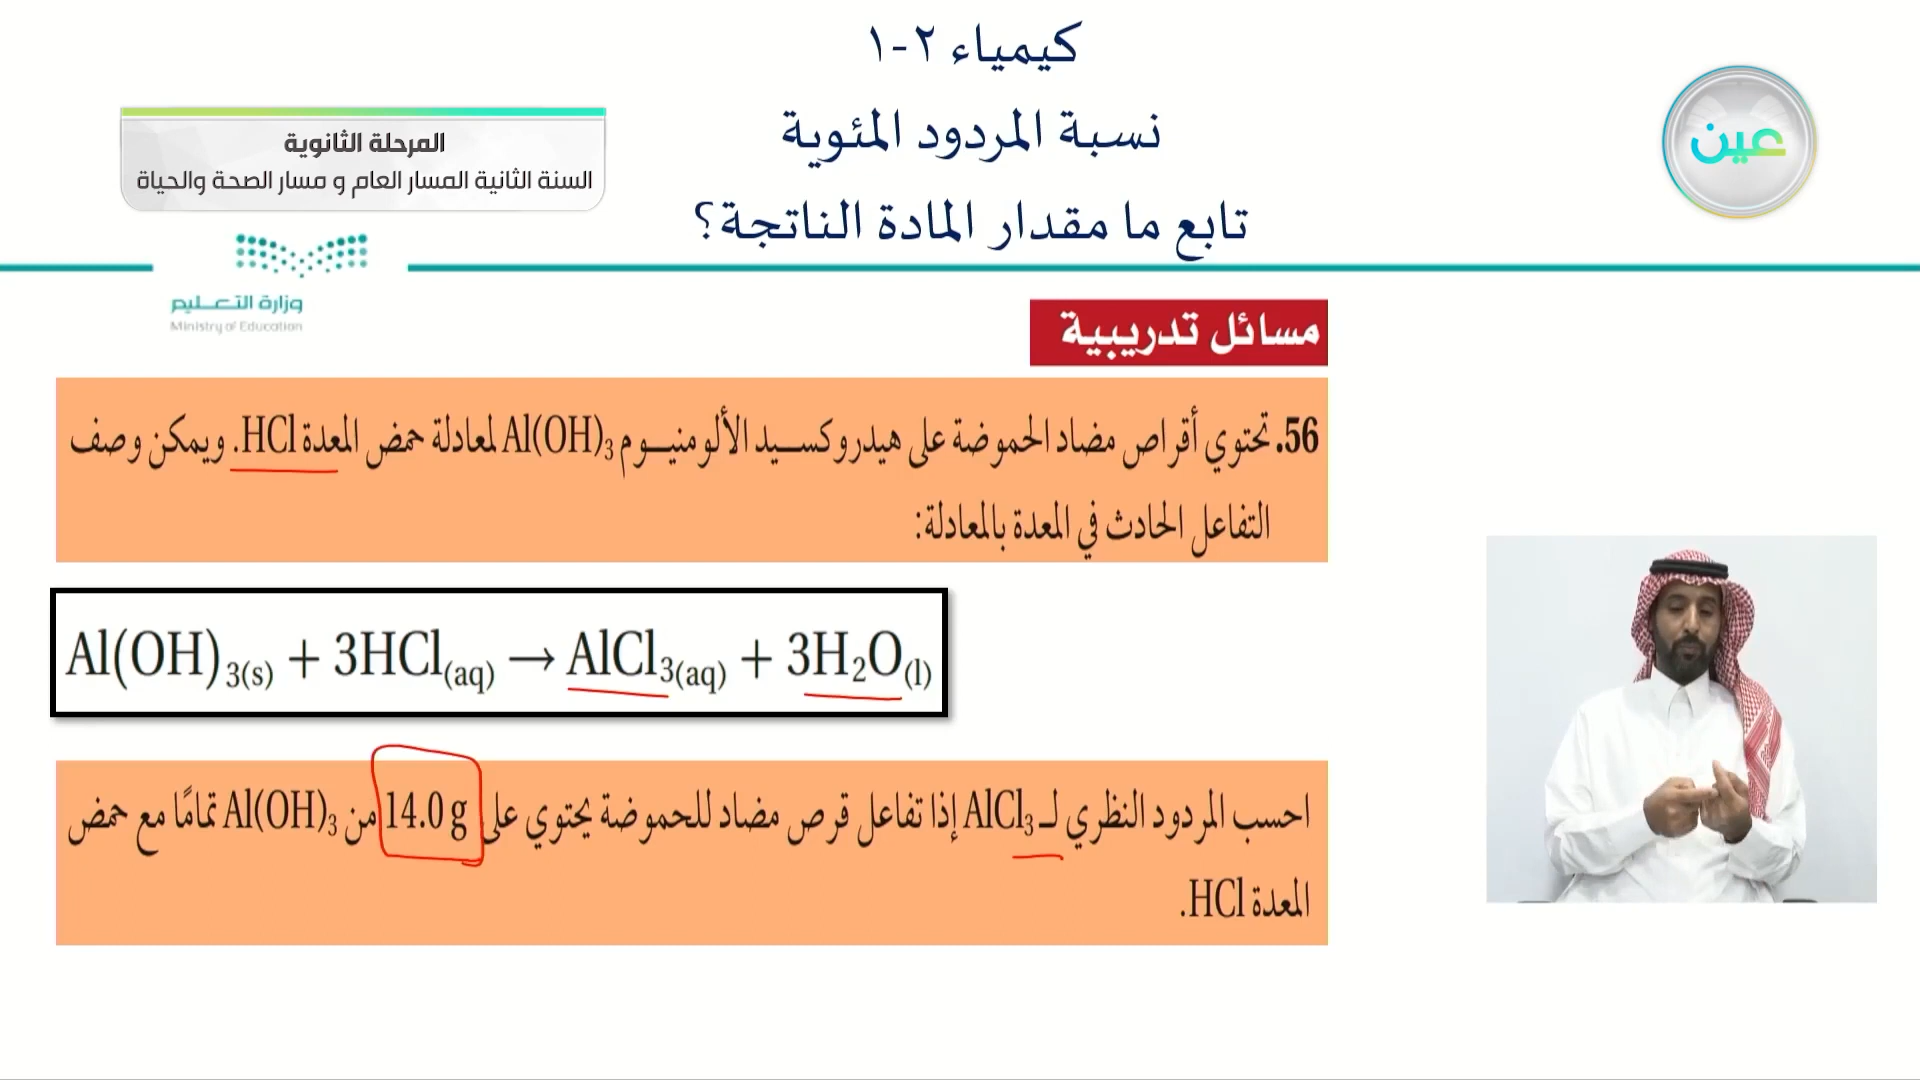 كيمياء ٢-١
نسبة المردود المئوية
تابع ما مقدار المادة الناتجة؟
عين
المرحلة الثانوية
السنة الثانية المسار العام و مسار الصحة والحياة
وزارة التعليم
Ministry of Education
مسائل تدريبية
56. تحتوي أقراص مضاد الحموضة على هيدروكسيد الألومنيوم Al(OH)₃ لمعادلة حمض المعدة HCl. ويمكن وصف
التفاعل الحادث في المعدة بالمعادلة:
Al(OH)₃(s) + 3HCl(aq) → AlCl₃(aq) + 3H₂O(l)
احسب المردود النظري لـ AlCl₃ إذا تفاعل قرص مضاد للحموضة يحتوي على 14.0 g من Al(OH)₃ تمامًا مع حمض
المعدة HCl.